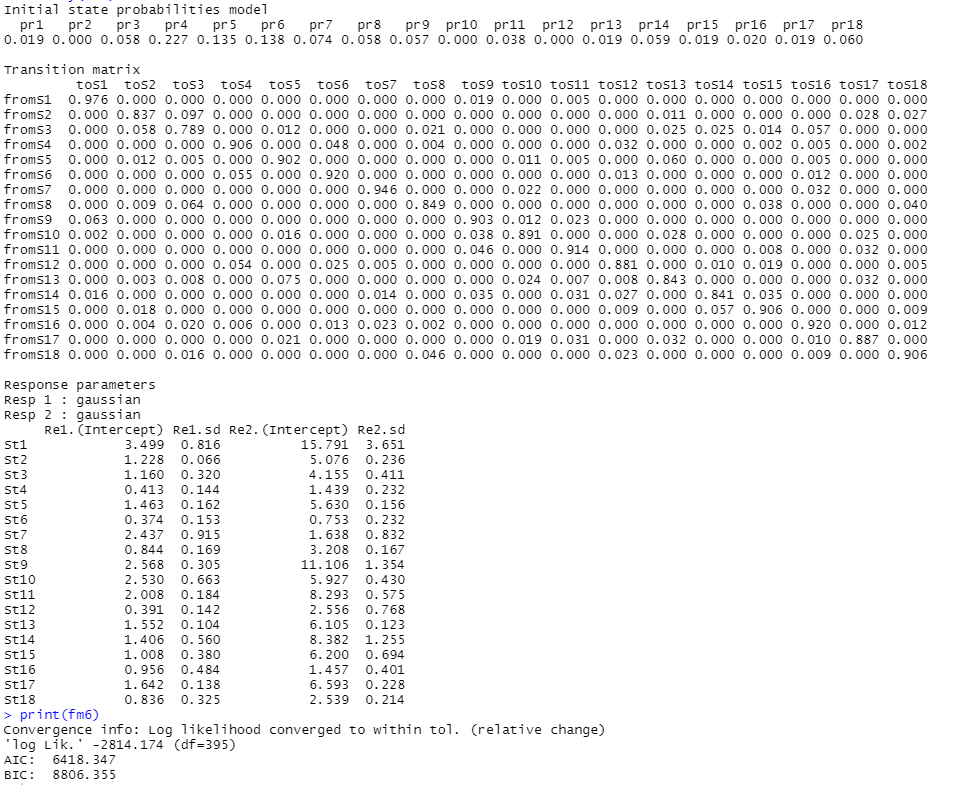 Initial state probabilities model
pr1 pr2 pr3 pr4 pr5 pr6 pr7 pr8 pr9 pr10 pr11 pr12 pr13 pr14 pr15 pr16 pr17 pr18
0.019 0.000 0.058 0.227 0.135 0.138 0.074 0.058 0.057 0.000 0.038 0.000 0.019 0.059 0.019 0.020 0.019 0.060
Transition matrix
toS1 toS2 toS3 toS4 toS5 toS6 toS7 toS8 toS9 toS10 toS11 toS12 toS13 toS14 toS15 toS16 toS17 toS18
fromS1 0.976 0.000 0.000 0.000 0.000 0.000 0.000 0.000 0.019 0.000 0.005 0.000 0.000 0.000 0.000 0.000 0.000 0.000
fromS2 0.000 0.837 0.097 0.000 0.000 0.000 0.000 0.000 0.000 0.000 0.000 0.000 0.011 0.000 0.000 0.000 0.028 0.027
fromS3 0.000 0.058 0.789 0.000 0.012 0.000 0.000 0.021 0.000 0.000 0.000 0.000 0.025 0.025 0.014 0.057 0.000 0.000
fromS4 0.000 0.000 0.000 0.906 0.000 0.048 0.000 0.004 0.000 0.000 0.000 0.032 0.000 0.000 0.002 0.005 0.000 0.002
fromS5 0.000 0.012 0.005 0.000 0.902 0.000 0.000 0.000 0.000 0.011 0.005 0.000 0.060 0.000 0.000 0.005 0.000 0.000
fromS6 0.000 0.000 0.000 0.055 0.000 0.920 0.000 0.000 0.000 0.000 0.000 0.013 0.000 0.000 0.000 0.012 0.000 0.000
fromS7 0.000 0.000 0.000 0.000 0.000 0.000 0.946 0.000 0.000 0.022 0.000 0.000 0.000 0.000 0.000 0.032 0.000 0.000
fromS8 0.000 0.009 0.064 0.000 0.000 0.000 0.000 0.849 0.000 0.000 0.000 0.000 0.000 0.000 0.038 0.000 0.000 0.040
fromS9 0.063 0.000 0.000 0.000 0.000 0.000 0.000 0.000 0.903 0.012 0.023 0.000 0.000 0.000 0.000 0.000 0.000 0.000
fromS10 0.002 0.000 0.000 0.000 0.016 0.000 0.000 0.000 0.038 0.891 0.000 0.000 0.028 0.000 0.000 0.000 0.025 0.000
fromS11 0.000 0.000 0.000 0.000 0.000 0.000 0.000 0.000 0.046 0.000 0.914 0.000 0.000 0.000 0.008 0.000 0.032 0.000
fromS12 0.000 0.000 0.000 0.054 0.000 0.025 0.005 0.000 0.000 0.000 0.000 0.881 0.000 0.010 0.019 0.000 0.000 0.005
fromS13 0.000 0.003 0.008 0.000 0.075 0.000 0.000 0.000 0.000 0.024 0.007 0.008 0.843 0.000 0.000 0.000 0.032 0.000
fromS14 0.016 0.000 0.000 0.000 0.000 0.000 0.014 0.000 0.035 0.000 0.031 0.027 0.000 0.841 0.035 0.000 0.000 0.000
fromS15 0.000 0.018 0.000 0.000 0.000 0.000 0.000 0.000 0.000 0.000 0.000 0.009 0.000 0.057 0.906 0.000 0.000 0.009
fromS16 0.000 0.004 0.020 0.006 0.000 0.013 0.023 0.002 0.000 0.000 0.000 0.000 0.000 0.000 0.000 0.920 0.000 0.012
fromS17 0.000 0.000 0.000 0.000 0.021 0.000 0.000 0.000 0.000 0.019 0.031 0.000 0.032 0.000 0.000 0.010 0.887 0.000
fromS18 0.000 0.000 0.016 0.000 0.000 0.000 0.000 0.046 0.000 0.000 0.000 0.023 0.000 0.000 0.000 0.009 0.000 0.906
Response parameters
Resp 1 : gaussian
Resp 2 : gaussian
Re1.(Intercept) Re1.sd Re2.(Intercept) Re2.sd
St1 3.499 0.816 15.791 3.651
St2 1.228 0.066 5.076 0.236
St3 1.160 0.320 4.155 0.411
St4 0.413 0.144 1.439 0.232
St5 1.463 0.162 5.630 0.156
St6 0.374 0.153 0.753 0.232
St7 2.437 0.915 1.638 0.832
St8 0.844 0.169 3.208 0.167
St9 2.568 0.305 11.106 1.354
St10 2.530 0.663 5.927 0.430
St11 2.008 0.184 8.293 0.575
St12 0.391 0.142 2.556 0.768
St13 1.552 0.104 6.105 0.123
St14 1.406 0.560 8.382 1.255
St15 1.008 0.380 6.200 0.694
St16 0.956 0.484 1.457 0.401
St17 1.642 0.138 6.593 0.228
St18 0.836 0.325 2.539 0.214
> print(fm6)
Convergence info: Log likelihood converged to within tol. (relative change)
'log Lik.' -2814.174 (df=395)
AIC: 6418.347
BIC: 8806.355